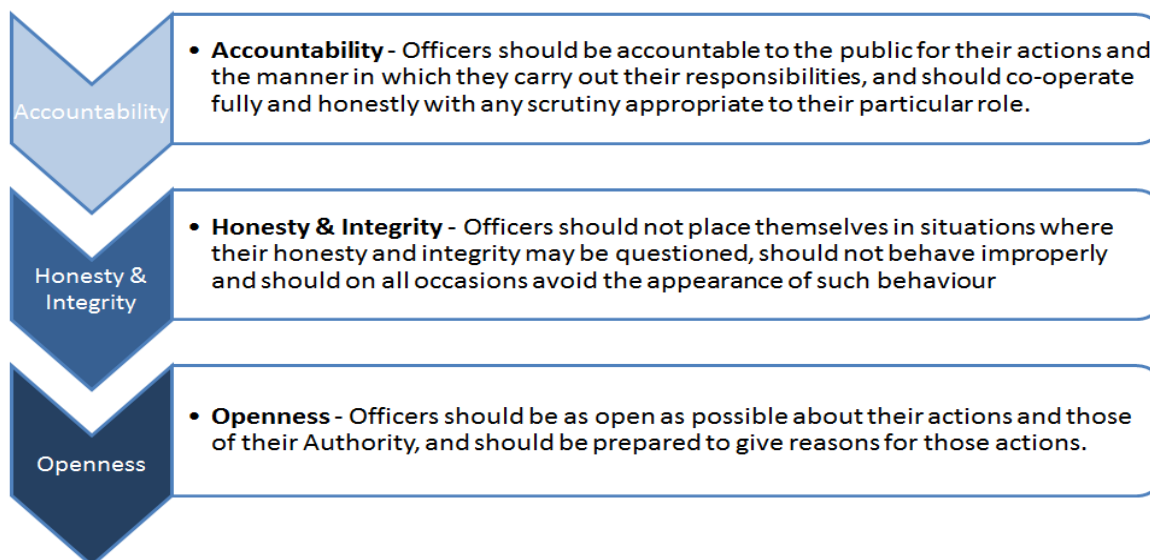 Accountability
• Accountability - Officers should be accountable to the public for their actions and
the manner in which they carry out their responsibilities, and should co-operate
fully and honestly with any scrutiny appropriate to their particular role.
Honesty &
Integrity
• Honesty & Integrity - Officers should not place themselves in situations where
their honesty and integrity may be questioned, should not behave improperly
and should on all occasions avoid the appearance of such behaviour
Openness
• Openness - Officers should be as open as possible about their actions and those
of their Authority, and should be prepared to give reasons for those actions.